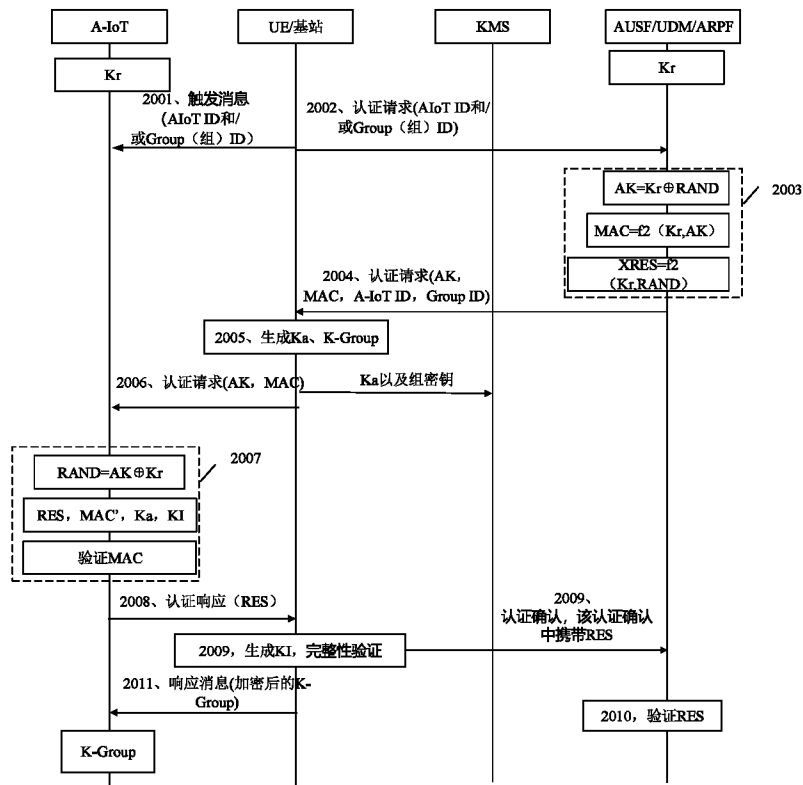 A-IoT
UE/基站
KMS
AUSF/UDM/ARPF
Kr
Kr
2001、触发消息
(AIoT ID和/
或Group（组）ID）
2002、认证请求(AIoT ID和/
或Group（组）ID)
AK=Kr⊕RAND
2003
MAC=f2（Kr,AK）
XRES=f2
（Kr,RAND）
2004、认证请求(AK，
MAC，A-IoT ID，Group ID)
2005、生成Ka、K-Group
2006、认证请求(AK，MAC)
Ka以及组密钥
2007
RAND=AK⊕Kr
RES，MAC’，Ka，KI
验证MAC
2008、认证响应（RES）
2009、
认证确认，该认证确认
中携带RES
2009，生成KI，完整性验证
2011、响应消息(加密后的K-
Group)
2010，验证RES
K-Group